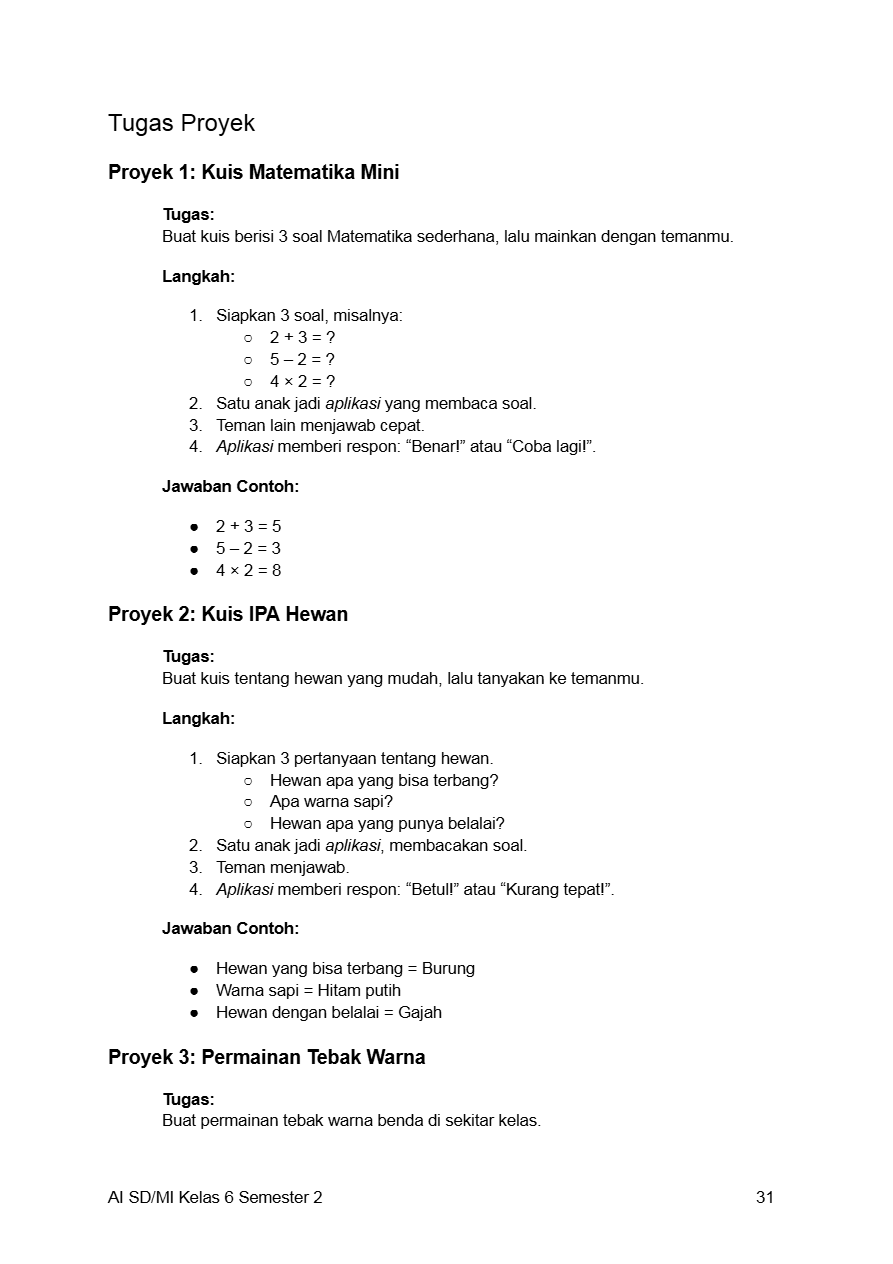 Tugas Proyek
Proyek 1: Kuis Matematika Mini
Tugas:
Buat kuis berisi 3 soal Matematika sederhana, lalu mainkan dengan temanmu.
Langkah:
1. Siapkan 3 soal, misalnya:
○ 2 + 3 = ?
○ 5 – 2 = ?
○ 4 × 2 = ?
2. Satu anak jadi aplikasi yang membaca soal.
3. Teman lain menjawab cepat.
4. Aplikasi memberi respon: “Benar!” atau “Coba lagi!”.
Jawaban Contoh:
● 2 + 3 = 5
● 5 – 2 = 3
● 4 × 2 = 8
Proyek 2: Kuis IPA Hewan
Tugas:
Buat kuis tentang hewan yang mudah, lalu tanyakan ke temanmu.
Langkah:
1. Siapkan 3 pertanyaan tentang hewan.
○ Hewan apa yang bisa terbang?
○ Apa warna sapi?
○ Hewan apa yang punya belalai?
2. Satu anak jadi aplikasi, membacakan soal.
3. Teman menjawab.
4. Aplikasi memberi respon: “Betul!” atau “Kurang tepat!”.
Jawaban Contoh:
● Hewan yang bisa terbang = Burung
● Warna sapi = Hitam putih
● Hewan dengan belalai = Gajah
Proyek 3: Permainan Tebak Warna
Tugas:
Buat permainan tebak warna benda di sekitar kelas.
AI SD/MI Kelas 6 Semester 2 31